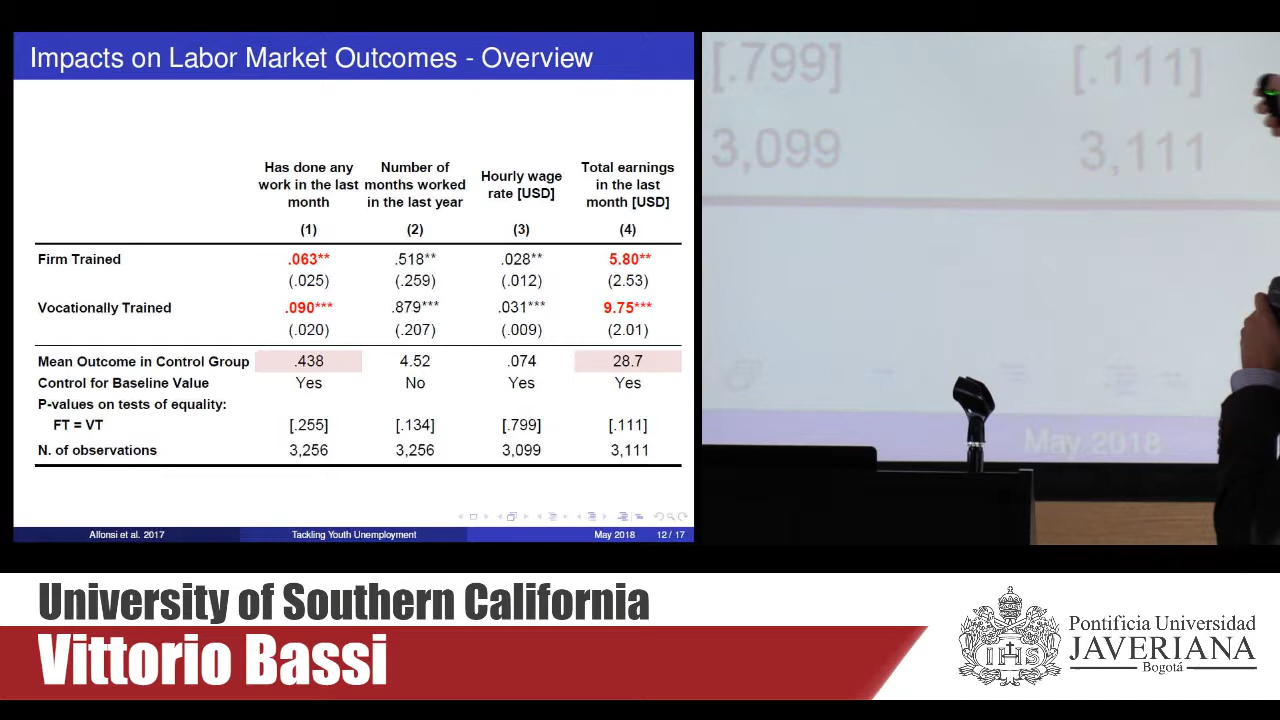 Impacts on Labor Market Outcomes - Overview
Has done any work in the last month
Number of months worked in the last year
Hourly wage rate [USD]
Total earnings in the last month [USD]
(1) (2) (3) (4)
Firm Trained .063** .518** .028** 5.80**
(.025) (.259) (.012) (2.53)
Vocationally Trained .090*** .879*** .031*** 9.75***
(.020) (.207) (.009) (2.01)
Mean Outcome in Control Group .438 4.52 .074 28.7
Control for Baseline Value Yes No Yes Yes
P-values on tests of equality:
FT = VT [.255] [.134] [.799] [.111]
N. of observations 3,256 3,256 3,099 3,111
Alfonsi et al. 2017 Tackling Youth Unemployment May 2018 12 / 17
[.799] [.111]
3,099 3,111
May 2018
University of Southern California
Vittorio Bassi
IHS
Pontificia Universidad
JAVERIANA
Bogotá